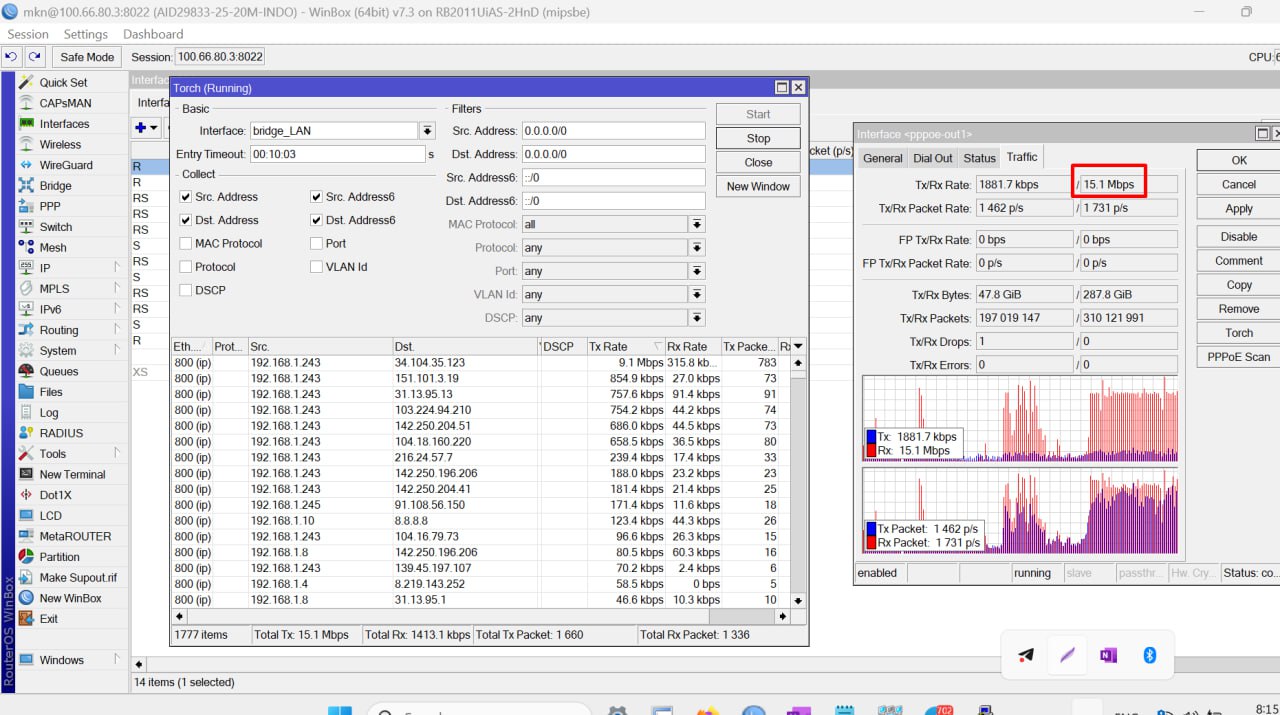 mkn@100.66.80.3:8022 (AID29833-25-20M-INDO) - WinBox (64bit) v7.3 on RB2011UiAS-2HnD (mipsbe)
Session Settings Dashboard
Safe Mode Session: 100.66.80.3:8022 CPU:
Quick Set
CAPsMAN
Interfaces
Wireless
WireGuard
Bridge
PPP
Switch
Mesh
IP
MPLS
IPv6
Routing
System
Queues
Files
Log
RADIUS
Tools
New Terminal
Dot1X
LCD
MetaROUTER
Partition
Make Supout.rif
New WinBox
Exit
Windows
RouterOS WinBox
Torch (Running)
Basic
Interface: bridge_LAN
Entry Timeout: 00:10:03 s
Collect
Src. Address Src. Address6
Dst. Address Dst. Address6
MAC Protocol Port
Protocol VLAN Id
DSCP
Filters
Src. Address: 0.0.0.0/0
Dst. Address: 0.0.0.0/0
Src. Address6: ::/0
Dst. Address6: ::/0
MAC Protocol: all
Protocol: any
Port: any
VLAN Id: any
DSCP: any
Start
Stop
Close
New Window
Eth... Prot... Src. Dst. DSCP Tx Rate Rx Rate Tx Packe...
800 (ip) 192.168.1.243 34.104.35.123 9.1 Mbps 315.8 kb... 783
800 (ip) 192.168.1.243 151.101.3.19 854.9 kbps 27.0 kbps 73
800 (ip) 192.168.1.243 31.13.95.13 757.6 kbps 91.4 kbps 91
800 (ip) 192.168.1.243 103.224.94.210 754.2 kbps 44.2 kbps 74
800 (ip) 192.168.1.243 142.250.204.51 686.0 kbps 44.5 kbps 73
800 (ip) 192.168.1.243 104.18.160.220 658.5 kbps 36.5 kbps 80
800 (ip) 192.168.1.243 216.24.57.7 239.4 kbps 17.4 kbps 33
800 (ip) 192.168.1.243 142.250.196.206 188.0 kbps 23.2 kbps 23
800 (ip) 192.168.1.243 142.250.204.41 181.4 kbps 21.4 kbps 25
800 (ip) 192.168.1.245 91.108.56.150 171.4 kbps 11.6 kbps 18
800 (ip) 192.168.1.10 8.8.8.8 123.4 kbps 44.3 kbps 26
800 (ip) 192.168.1.243 104.16.79.73 96.6 kbps 26.3 kbps 15
800 (ip) 192.168.1.8 142.250.196.206 80.5 kbps 60.3 kbps 16
800 (ip) 192.168.1.243 139.45.197.107 70.2 kbps 2.4 kbps 6
800 (ip) 192.168.1.4 8.219.143.252 58.5 kbps 0 bps 5
800 (ip) 192.168.1.8 31.13.95.1 46.6 kbps 10.3 kbps 10
1777 items Total Tx: 15.1 Mbps Total Rx: 1413.1 kbps Total Tx Packet: 1 660 Total Rx Packet: 1 336
R
R
RS
RS
RS
S
RS
S
RS
RS
S
R
XS
cket (p/s)
14 items (1 selected)
Interface <pppoe-out1>
General Dial Out Status Traffic
Tx/Rx Rate: 1881.7 kbps / 15.1 Mbps
Tx/Rx Packet Rate: 1 462 p/s / 1 731 p/s
FP Tx/Rx Rate: 0 bps / 0 bps
FP Tx/Rx Packet Rate: 0 p/s / 0 p/s
Tx/Rx Bytes: 47.8 GiB / 287.8 GiB
Tx/Rx Packets: 197 019 147 / 310 121 991
Tx/Rx Drops: 1 / 0
Tx/Rx Errors: 0 / 0
Tx: 1881.7 kbps
Rx: 15.1 Mbps
Tx Packet: 1 462 p/s
Rx Packet: 1 731 p/s
enabled running slave passthr... Hw. Cry... Status: co...
OK
Cancel
Apply
Disable
Comment
Copy
Remove
Torch
PPPoE Scan
702
8:15